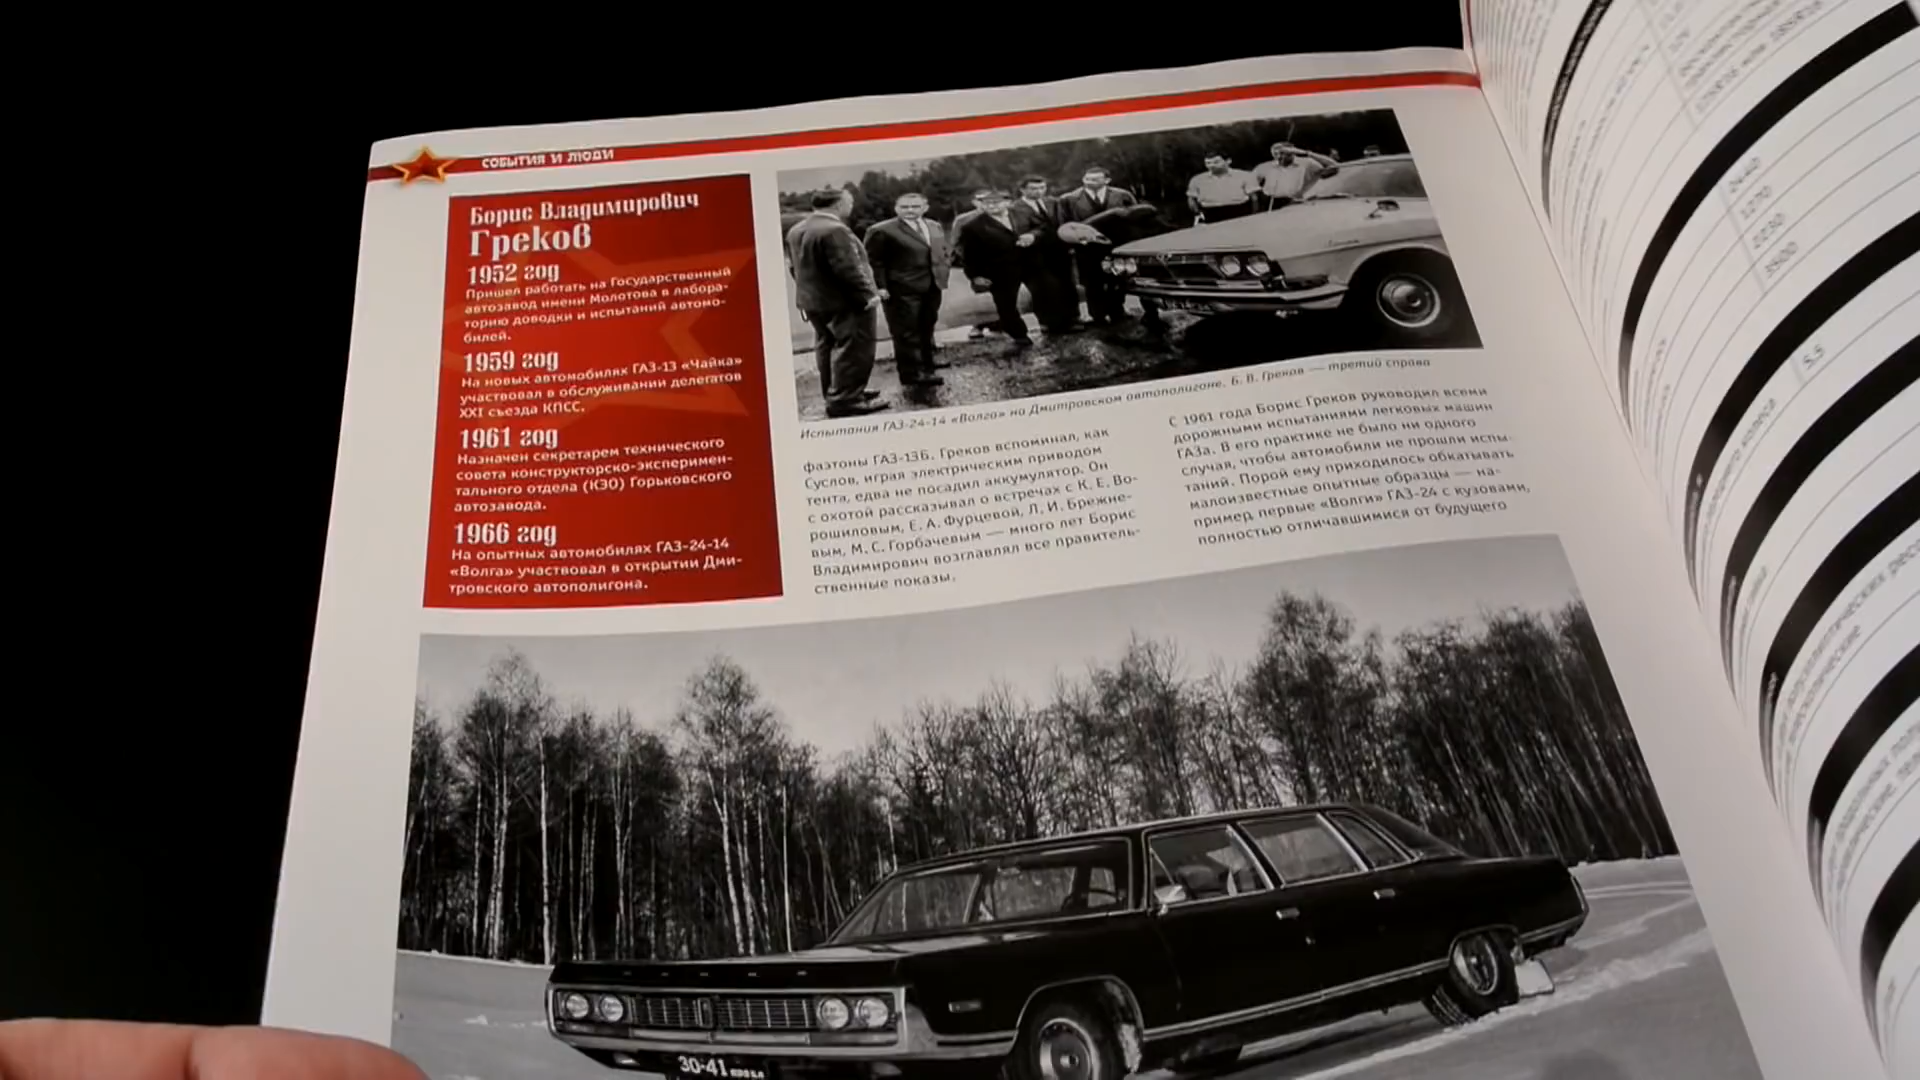 СОБЫТИЯ И ЛЮДИ
Борис Владимирович
Греков
1952 год
Пришел работать на Государственный
автозавод имени Молотова в лабора-
торию доводки и испытаний автомо-
билей.
1959 год
На новых автомобилях ГАЗ-13 «Чайка»
участвовал в обслуживании делегатов
XXI съезда КПСС.
1961 год
Назначен секретарем технического
совета конструкторско-эксперимен-
тального отдела (КЭО) Горьковского
автозавода.
1966 год
На опытных автомобилях ГАЗ-24-14
«Волга» участвовал в открытии Дми-
тровского автополигона.
Испытания ГАЗ-24-14 «Волга» на Дмитровском автополигоне. Б. В. Греков — третий справа
фаэтоны ГАЗ-13Б. Греков вспоминал, как
Суслов, играя электрическим приводом
тента, едва не посадил аккумулятор. Он
с охотой рассказывал о встречах с К. Е. Во-
рошиловым, Е. А. Фурцевой, Л. И. Брежне-
вым, М. С. Горбачевым — много лет Борис
Владимирович возглавлял все правитель-
ственные показы.
С 1961 года Борис Греков руководил всеми
дорожными испытаниями легковых машин
ГАЗа. В его практике не было ни одного
случая, чтобы автомобили не прошли испы-
таний. Порой ему приходилось обкатывать
малоизвестные опытные образцы — на-
пример, первые «Волги» ГАЗ-24 с кузовами,
полностью отличавшимися от будущего
30-41
1270
2230
3500
5.5